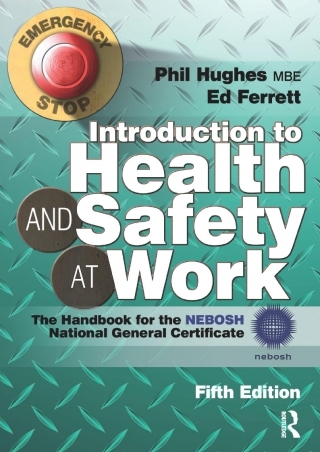 EMERGENCY
STOP
Phil Hughes MBE
Ed Ferrett
Introduction to
Health
AND Safety
AT Work
The Handbook for the NEBOSH
National General Certificate
nebosh
Fifth Edition
R
ROUTLEDGE